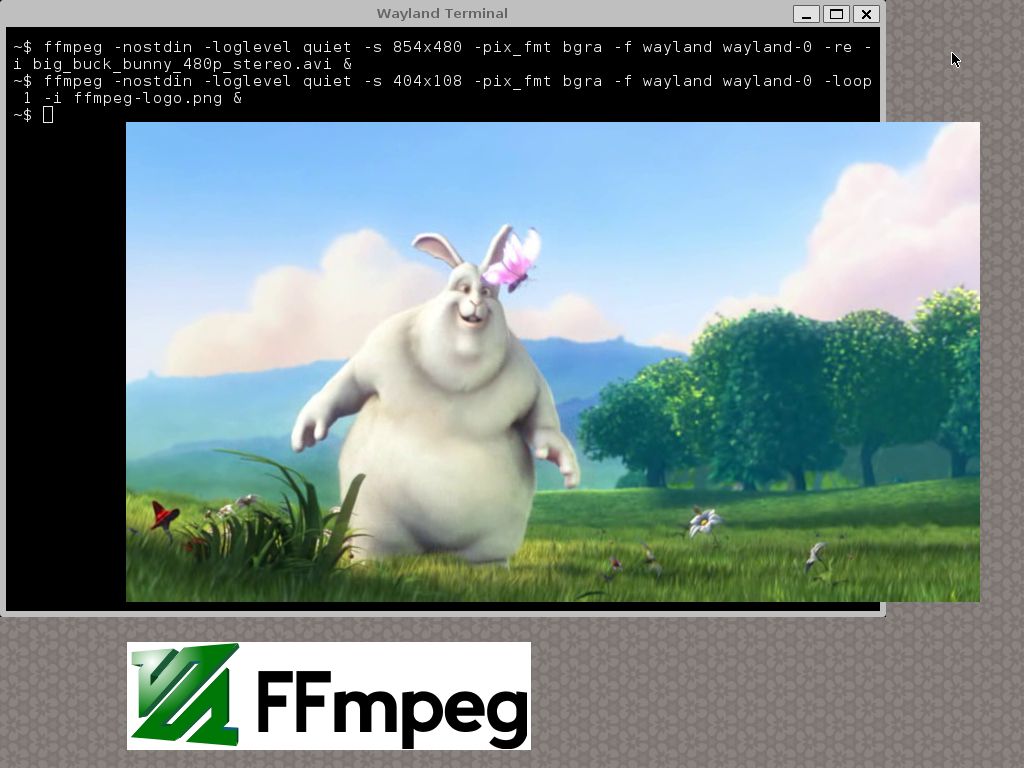 Wayland Terminal
~$ ffmpeg -nostdin -loglevel quiet -s 854x480 -pix_fmt bgra -f wayland wayland-0 -re -
i big_buck_bunny_480p_stereo.avi &
~$ ffmpeg -nostdin -loglevel quiet -s 404x108 -pix_fmt bgra -f wayland wayland-0 -loop
 1 -i ffmpeg-logo.png &
~$
FFmpeg